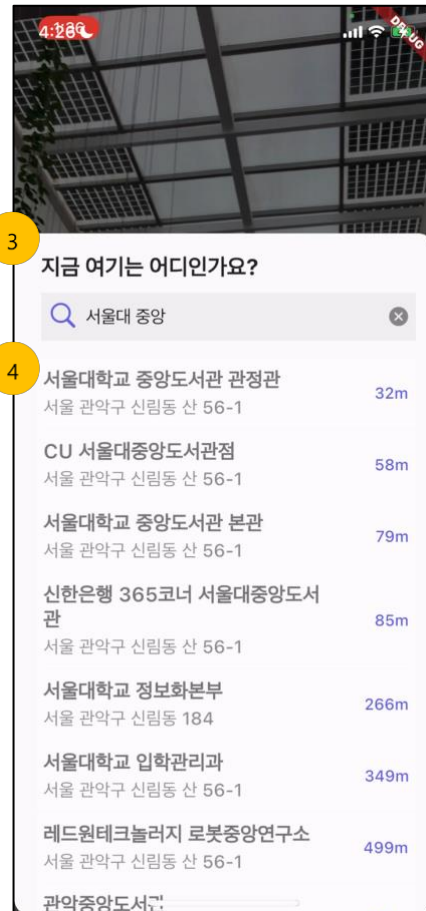 DEBUG
3
지금 여기는 어디인가요?
서울대 중앙
4
서울대학교 중앙도서관 관정관
32m
서울 관악구 신림동 산 56-1
CU 서울대중앙도서관점
58m
서울 관악구 신림동 산 56-1
서울대학교 중앙도서관 본관
79m
서울 관악구 신림동 산 56-1
신한은행 365코너 서울대중앙도서
관
85m
서울 관악구 신림동 산 56-1
서울대학교 정보화본부
266m
서울 관악구 신림동 184
서울대학교 입학관리과
349m
서울 관악구 신림동 산 56-1
레드원테크놀러지 로봇중앙연구소
499m
서울 관악구 신림동 산 56-1
관악중앙도서관